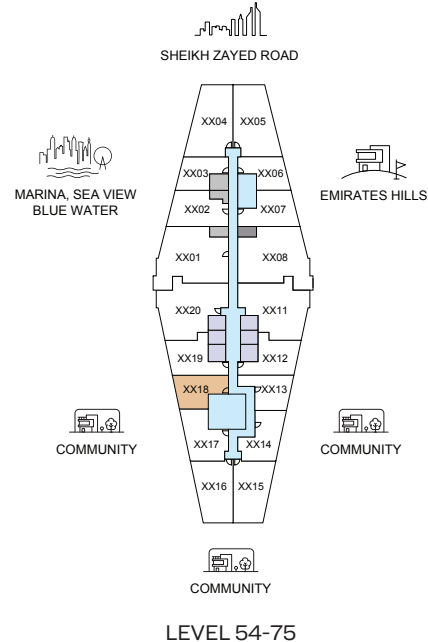 SHEIKH ZAYED ROAD
XX04
XX05
MARINA, SEA VIEW
BLUE WATER
EMIRATES HILLS
XX03
XX06
XX02
XX07
XX01
XX08
XX20
XX11
XX19
XX12
XX18
XX13
COMMUNITY
COMMUNITY
XX17
XX14
XX16
XX15
COMMUNITY
LEVEL 54-75